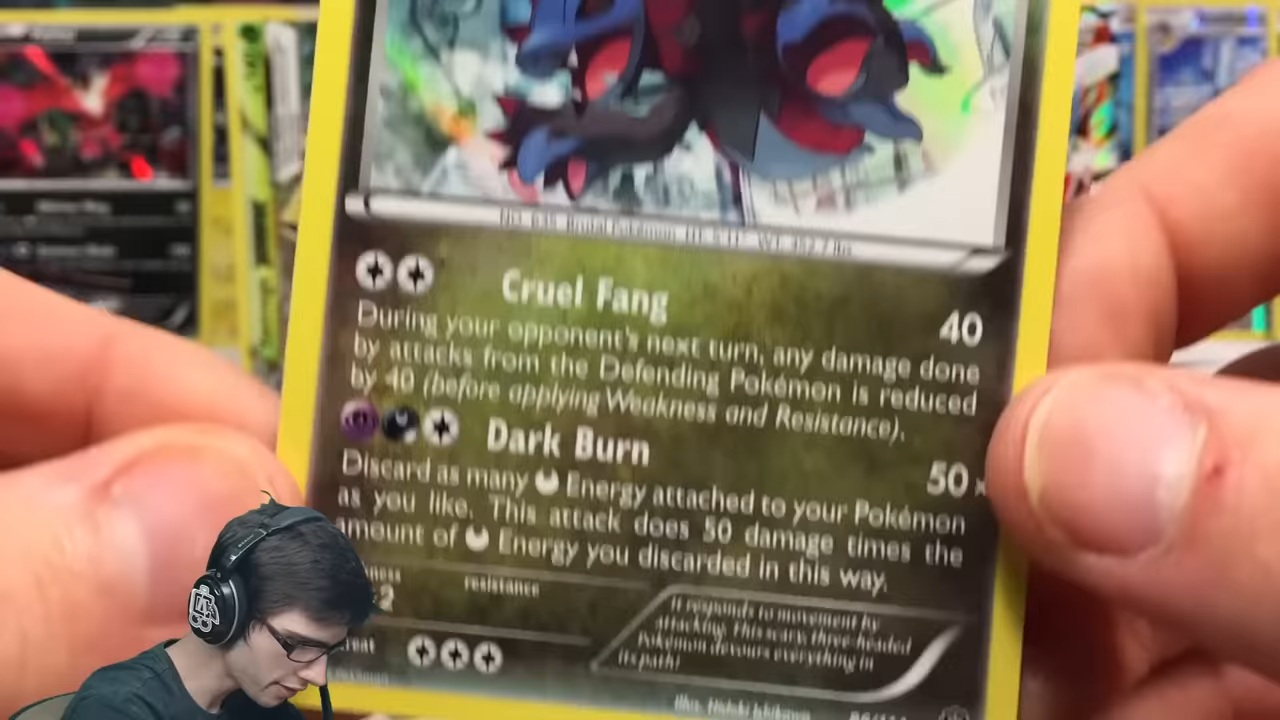 Cruel Fang
40
During your opponent's next turn, any damage done
by attacks from the Defending Pokémon is reduced
by 40 (before applying Weakness and Resistance).
Dark Burn
50x
Discard as many Energy attached to your Pokémon
as you like. This attack does 50 damage times the
amount of Energy you discarded in this way.
resistance
It responds to movement by
attacking. This scary, three-headed
Pokémon devours everything in
its path!
Illus.